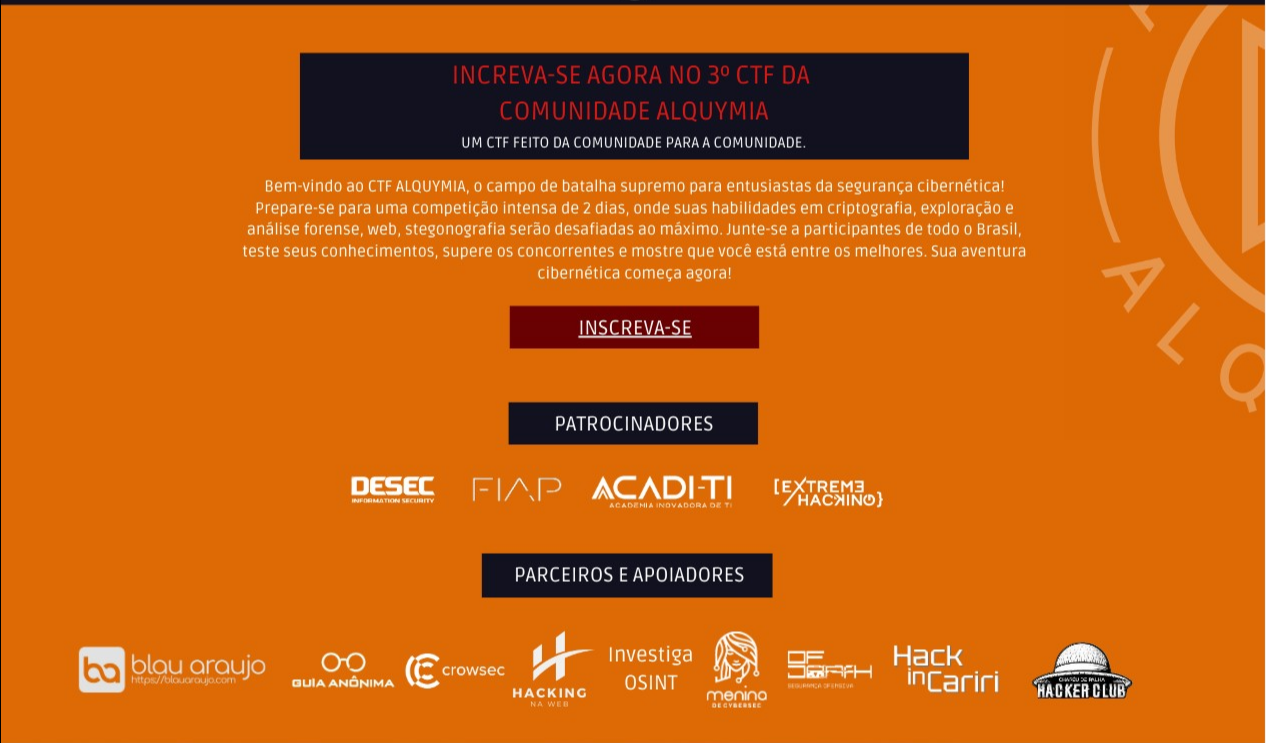 INCREVA-SE AGORA NO 3º CTF DA
COMUNIDADE ALQUYMIA
UM CTF FEITO DA COMUNIDADE PARA A COMUNIDADE.
Bem-vindo ao CTF ALQUYMIA, o campo de batalha supremo para entusiastas da segurança cibernética!
Prepare-se para uma competição intensa de 2 dias, onde suas habilidades em criptografia, exploração e
análise forense, web, stegonografia serão desafiadas ao máximo. Junte-se a participantes de todo o Brasil,
teste seus conhecimentos, supere os concorrentes e mostre que você está entre os melhores. Sua aventura
cibernética começa agora!
ALQ
INSCREVA-SE
PATROCINADORES
DESEC
INFORMATION SECURITY
FIAP
ACADI-TI
ACADEMIA INOVADORA DE TI
[EXTREME
HACKING}
PARCEIROS E APOIADORES
ba
blau araujo
https://blauaraujo.com
GUIA ANÔNIMA
crowsec
HACKING
NA WEB
Investiga
OSINT
menina
DE CYBERSEC
SEGURANÇA OFENSIVA
Hack
inCariri
CHAPÉU DE PALHA
HACKER CLUB